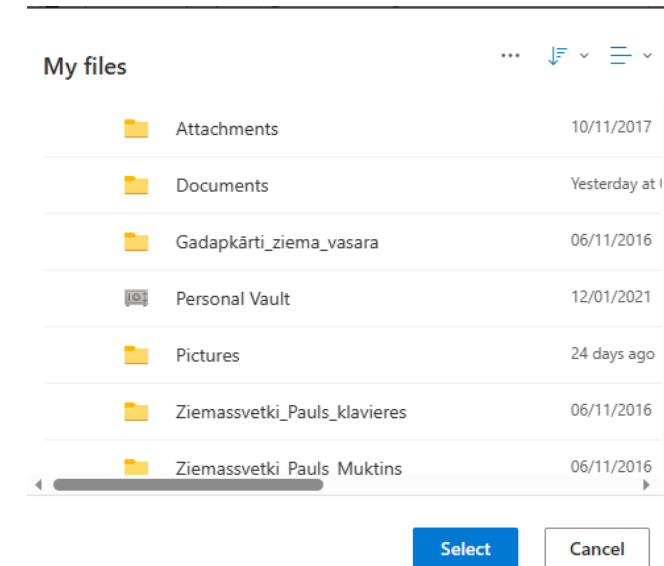 My files
Attachments 10/11/2017
Documents Yesterday at
Gadapkārti_ziema_vasara 06/11/2016
Personal Vault 12/01/2021
Pictures 24 days ago
Ziemassvetki_Pauls_klavieres 06/11/2016
Ziemassvetki_Pauls_Muktins 06/11/2016
Select Cancel